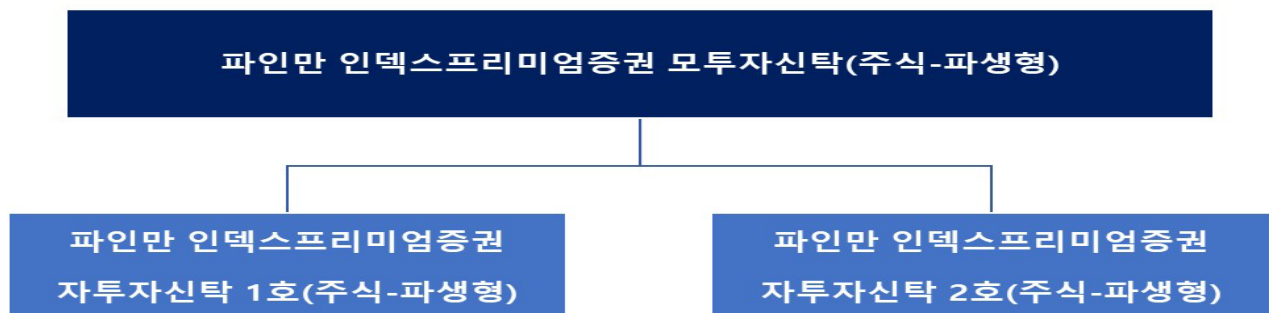 파인만 인덱스프리미엄증권 모투자신탁(주식-파생형)
파인만 인덱스프리미엄증권
자투자신탁 1호(주식-파생형)
파인만 인덱스프리미엄증권
자투자신탁 2호(주식-파생형)